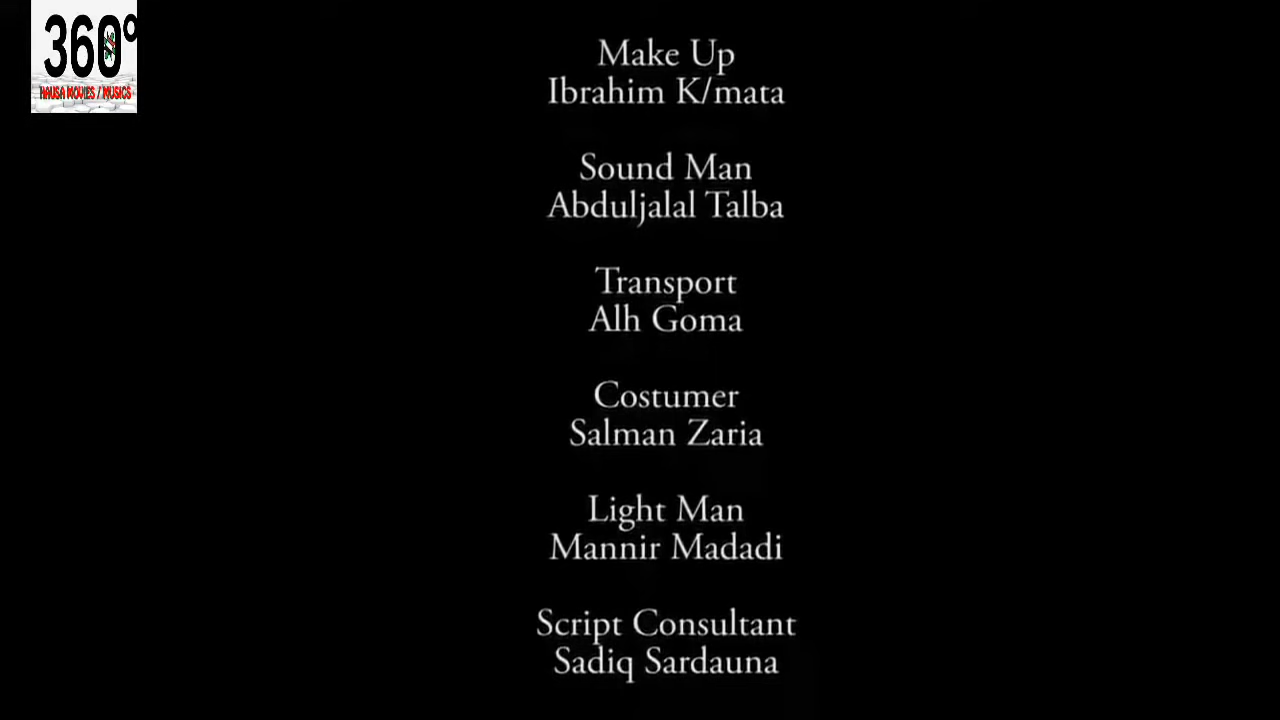 360°
HAUSA MOVIES / MUSICS
Make Up
Ibrahim K/mata
Sound Man
Abduljalal Talba
Transport
Alh Goma
Costumer
Salman Zaria
Light Man
Mannir Madadi
Script Consultant
Sadiq Sardauna